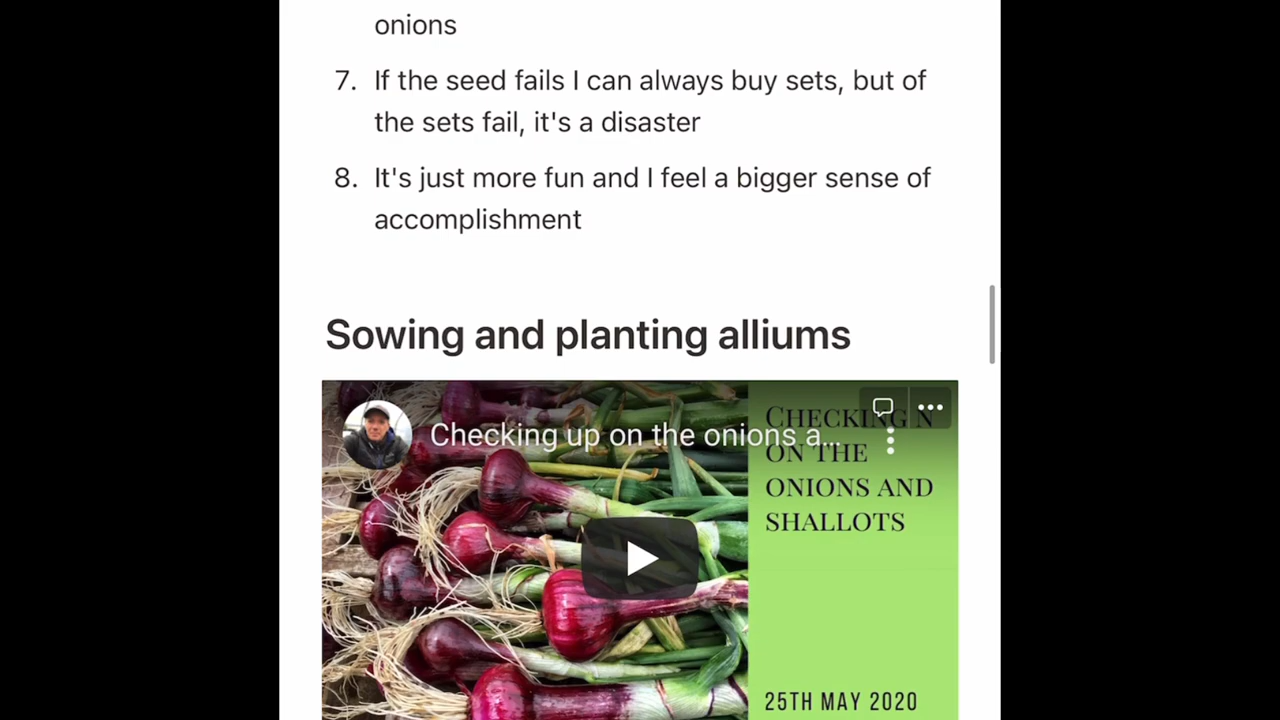 onions
7. If the seed fails I can always buy sets, but of
the sets fail, it's a disaster
8. It's just more fun and I feel a bigger sense of
accomplishment
Sowing and planting alliums
Checking up on the onions a...
CHECKING N
ON THE
ONIONS AND
SHALLOTS
25TH MAY 2020